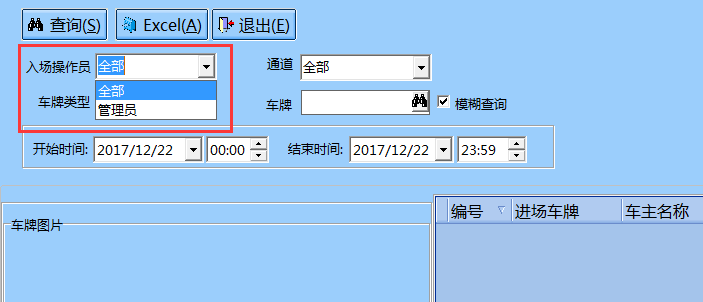 查询(S) Excel(A) 退出(E)
入场操作员 全部 通道 全部
全部
车牌类型 管理员 车牌 模糊查询
开始时间: 2017/12/22 00:00 结束时间: 2017/12/22 23:59
编号 进场车牌 车主名称
车牌图片